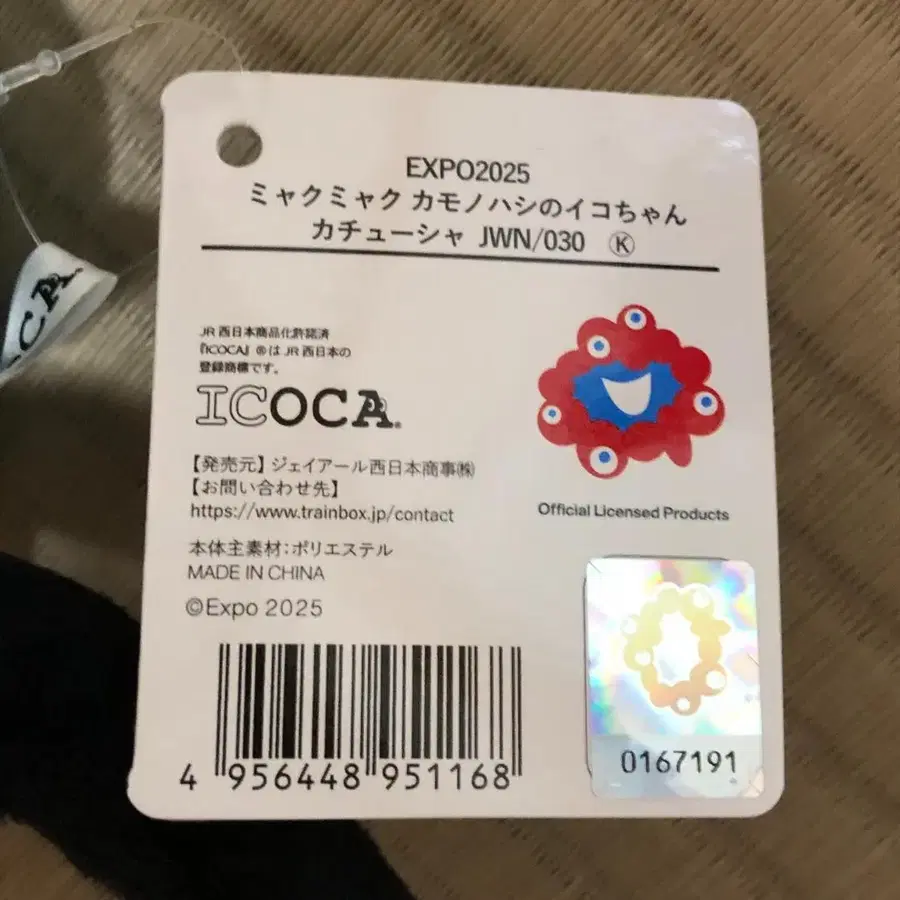 EXPO2025
ミャクミャク カモノハシのイコちゃん
カチューシャ JWN/030 Ⓚ
JR西日本商品化許諾済
『ICOCA』®はJR西日本の
登録商標です。
ICOCA®
【発売元】ジェイアール西日本商事㈱
【お問い合わせ先】
https://www.trainbox.jp/contact
本体主素材:ポリエステル
MADE IN CHINA
©Expo 2025
4 956448 951168
Official Licensed Products
0167191